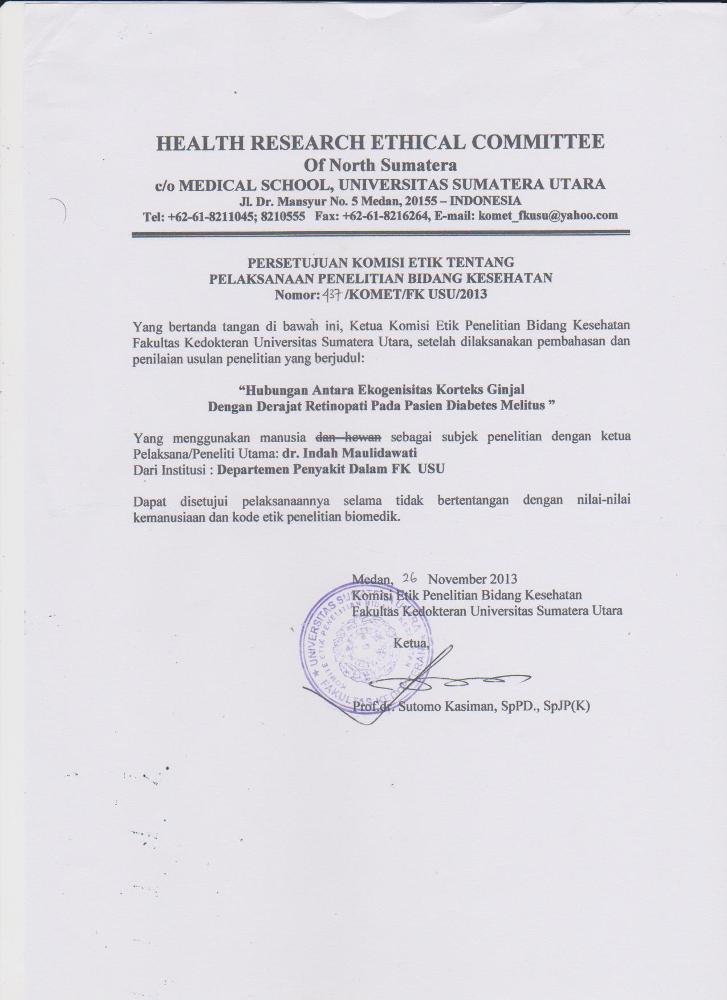 HEALTH RESEARCH ETHICAL COMMITTEE
Of North Sumatera
c/o MEDICAL SCHOOL, UNIVERSITAS SUMATERA UTARA
Jl. Dr. Mansyur No. 5 Medan, 20155 – INDONESIA
Tel: +62-61-8211045; 8210555 Fax: +62-61-8216264, E-mail: komet_fkusu@yahoo.com
PERSETUJUAN KOMISI ETIK TENTANG
PELAKSANAAN PENELITIAN BIDANG KESEHATAN
Nomor: 437 /KOMET/FK USU/2013
Yang bertanda tangan di bawah ini, Ketua Komisi Etik Penelitian Bidang Kesehatan
Fakultas Kedokteran Universitas Sumatera Utara, setelah dilaksanakan pembahasan dan
penilaian usulan penelitian yang berjudul:
“Hubungan Antara Ekogenisitas Korteks Ginjal
Dengan Derajat Retinopati Pada Pasien Diabetes Melitus ”
Yang menggunakan manusia dan hewan sebagai subjek penelitian dengan ketua
Pelaksana/Peneliti Utama: dr. Indah Maulidawati
Dari Institusi : Departemen Penyakit Dalam FK USU
Dapat disetujui pelaksanaannya selama tidak bertentangan dengan nilai-nilai
kemanusiaan dan kode etik penelitian biomedik.
Medan, 26 November 2013
Komisi Etik Penelitian Bidang Kesehatan
Fakultas Kedokteran Universitas Sumatera Utara
Ketua,
Prof.dr. Sutomo Kasiman, SpPD., SpJP(K)
★ UNIVERSITAS SUMATERA UTARA ★
FAKULTAS KEDOKTERAN
KOMITE ETIK PENELITIAN BIDANG KESEHATAN